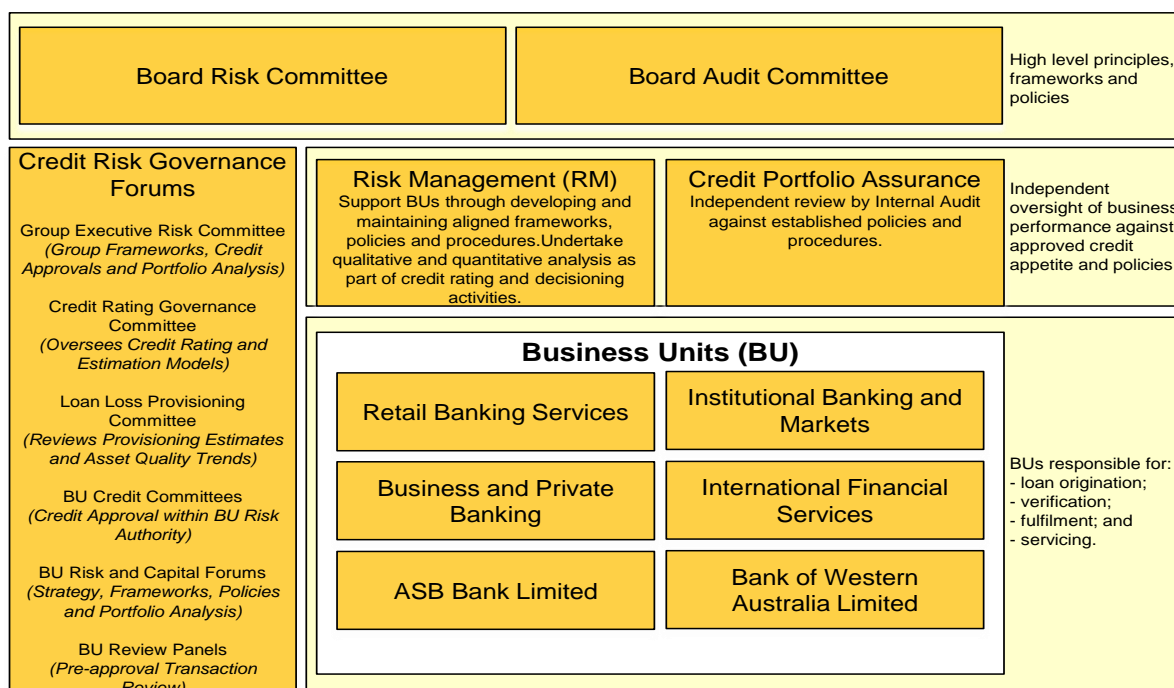 Board Risk Committee
Board Audit Committee
High level principles,
frameworks and
policies
Credit Risk Governance
Forums
Group Executive Risk Committee
(Group Frameworks, Credit
Approvals and Portfolio Analysis)
Credit Rating Governance
Committee
(Oversees Credit Rating and
Estimation Models)
Loan Loss Provisioning
Committee
(Reviews Provisioning Estimates
and Asset Quality Trends)
BU Credit Committees
(Credit Approval within BU Risk
Authority)
BU Risk and Capital Forums
(Strategy, Frameworks, Policies
and Portfolio Analysis)
BU Review Panels
(Pre-approval Transaction
Review)
Risk Management (RM)
Support BUs through developing and
maintaining aligned frameworks,
policies and procedures.Undertake
qualitative and quantitative analysis as
part of credit rating and decisioning
activities.
Credit Portfolio Assurance
Independent review by Internal Audit
against established policies and
procedures.
Independent
oversight of business
performance against
approved credit
appetite and policies
Business Units (BU)
Retail Banking Services
Institutional Banking and
Markets
Business and Private
Banking
International Financial
Services
ASB Bank Limited
Bank of Western
Australia Limited
BUs responsible for:
- loan origination;
- verification;
- fulfilment; and
- servicing.